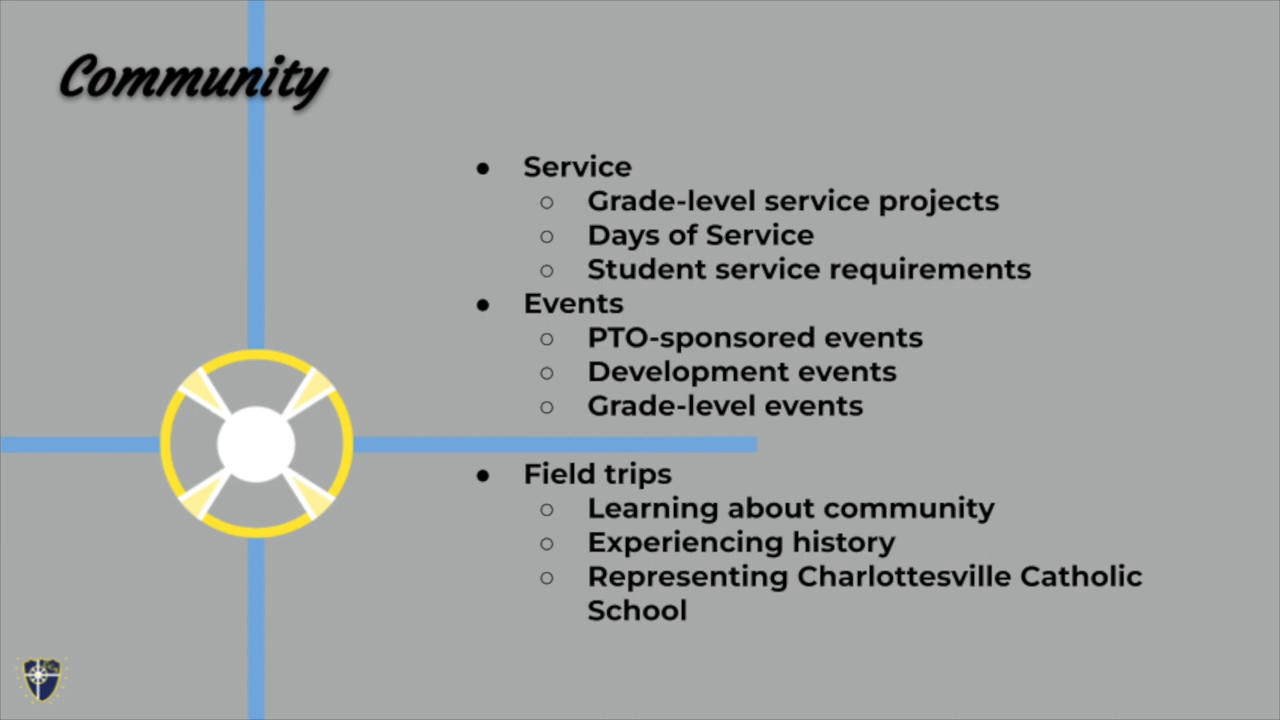 Community
● Service
○ Grade-level service projects
○ Days of Service
○ Student service requirements
● Events
○ PTO-sponsored events
○ Development events
○ Grade-level events
● Field trips
○ Learning about community
○ Experiencing history
○ Representing Charlottesville Catholic
School